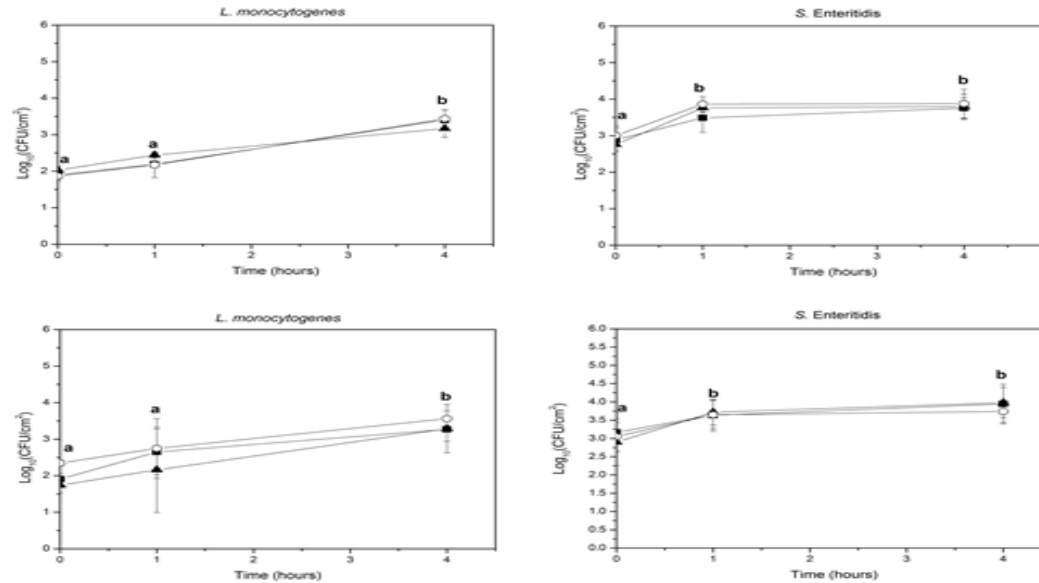 L. monocytogenes
6
5
4
3
2
1
0
Log₁₀(CFU/cm²)
a
a
b
0
1
2
3
4
Time (hours)
S. Enteritidis
6
5
4
3
2
1
0
Log₁₀(CFU/cm²)
a
b
b
0
1
2
3
4
Time (hours)
L. monocytogenes
6
5
4
3
2
1
0
Log₁₀(CFU/cm²)
a
a
b
0
1
2
3
4
Time (hours)
S. Enteritidis
6.0
5.5
5.0
4.5
4.0
3.5
3.0
2.5
2.0
1.5
1.0
0.5
0.0
Log₁₀(CFU/cm²)
a
b
b
0
1
2
3
4
Time (hours)